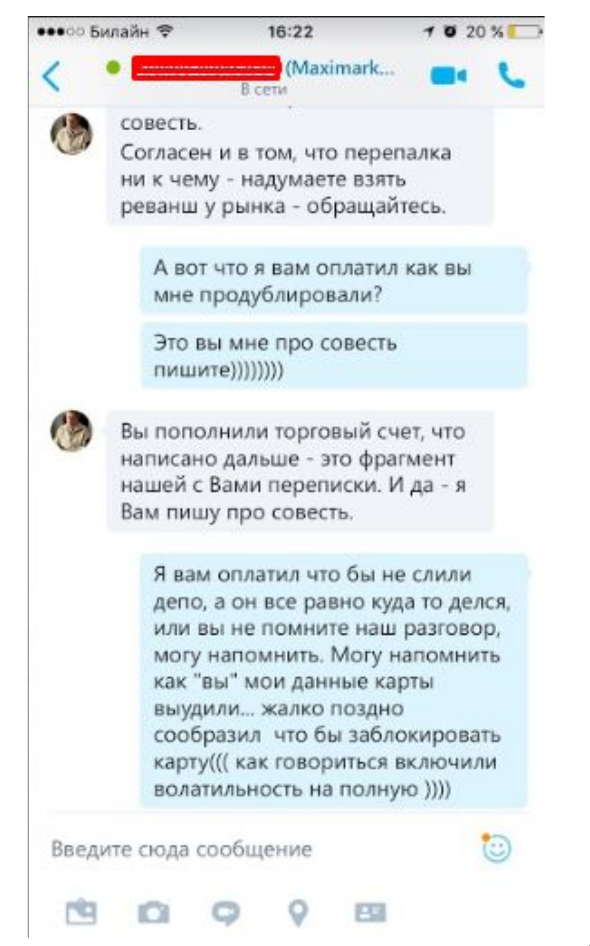 Билайн 16:22 20 %
(Maximark...
В сети
совесть.
Согласен и в том, что перепалка
ни к чему - надумаете взять
реванш у рынка - обращайтесь.
А вот что я вам оплатил как вы
мне продублировали?
Это вы мне про совесть
пишите))))))))
Вы пополнили торговый счет, что
написано дальше - это фрагмент
нашей с Вами переписки. И да - я
Вам пишу про совесть.
Я вам оплатил что бы не слили
депо, а он все равно куда то делся,
или вы не помните наш разговор,
могу напомнить. Могу напомнить
как "вы" мои данные карты
выудили... жалко поздно
сообразил что бы заблокировать
карту((( как говориться включили
волатильность на полную ))))
Введите сюда сообщение